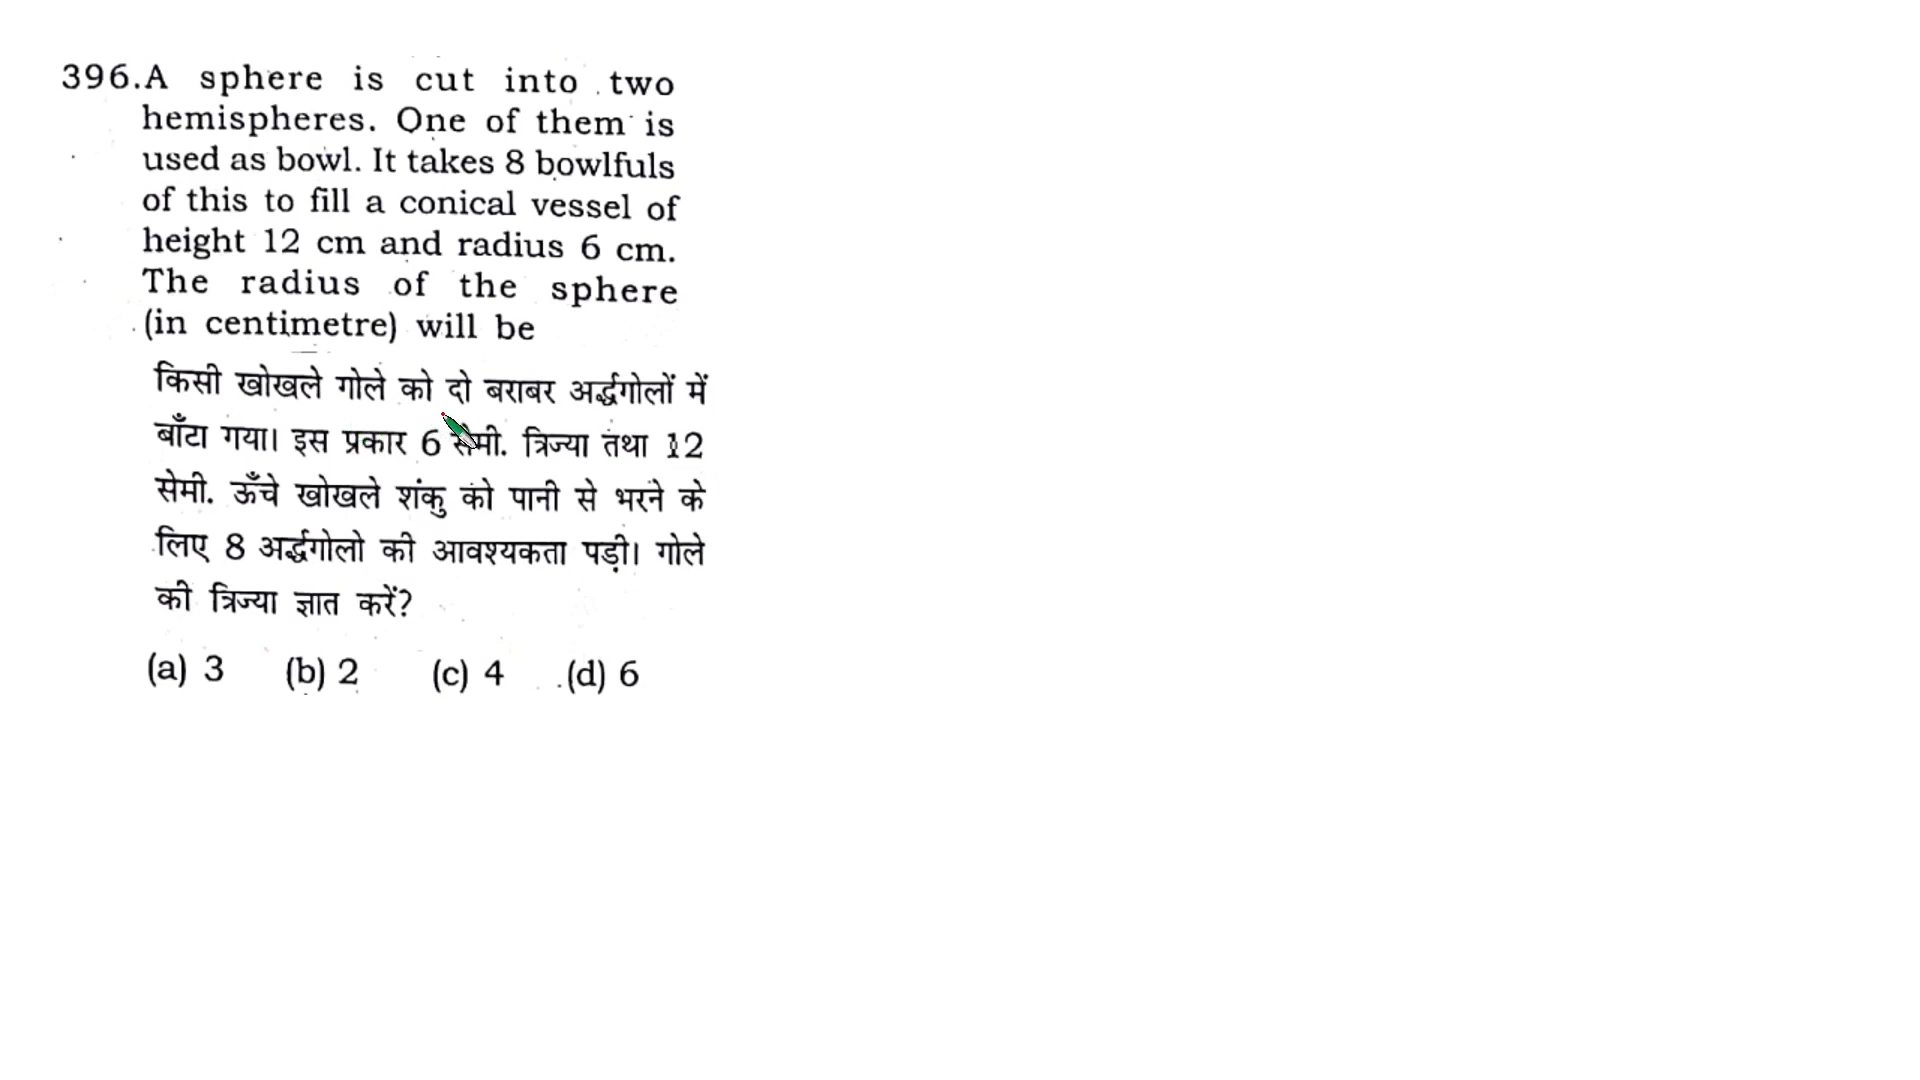 396.A sphere is cut into two
hemispheres. One of them is
used as bowl. It takes 8 bowlfuls
of this to fill a conical vessel of
height 12 cm and radius 6 cm.
The radius of the sphere
(in centimetre) will be
किसी खोखले गोले को दो बराबर अर्द्धगोलों में
बाँटा गया। इस प्रकार 6 सेमी. त्रिज्या तथा 12
सेमी. ऊँचे खोखले शंकु को पानी से भरने के
लिए 8 अर्द्धगोलो की आवश्यकता पड़ी। गोले
की त्रिज्या ज्ञात करें?
(a) 3 (b) 2 (c) 4 (d) 6